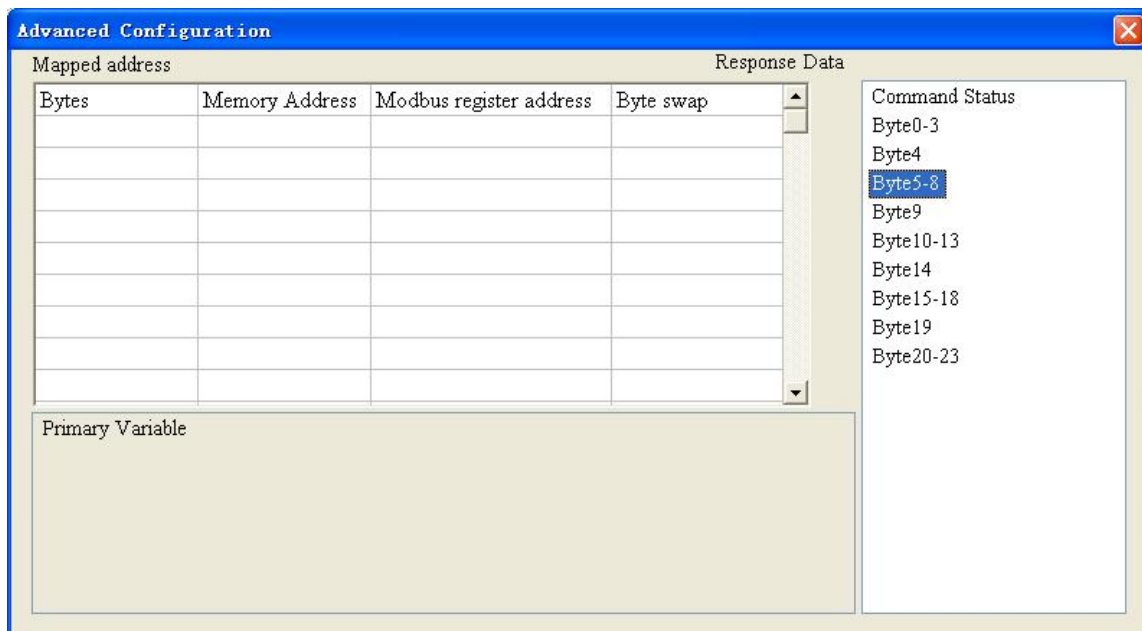 Advanced Configuration
Mapped address
Response Data
Bytes Memory Address Modbus register address Byte swap
Command Status
Byte0-3
Byte4
Byte5-8
Byte9
Byte10-13
Byte14
Byte15-18
Byte19
Byte20-23
Primary Variable